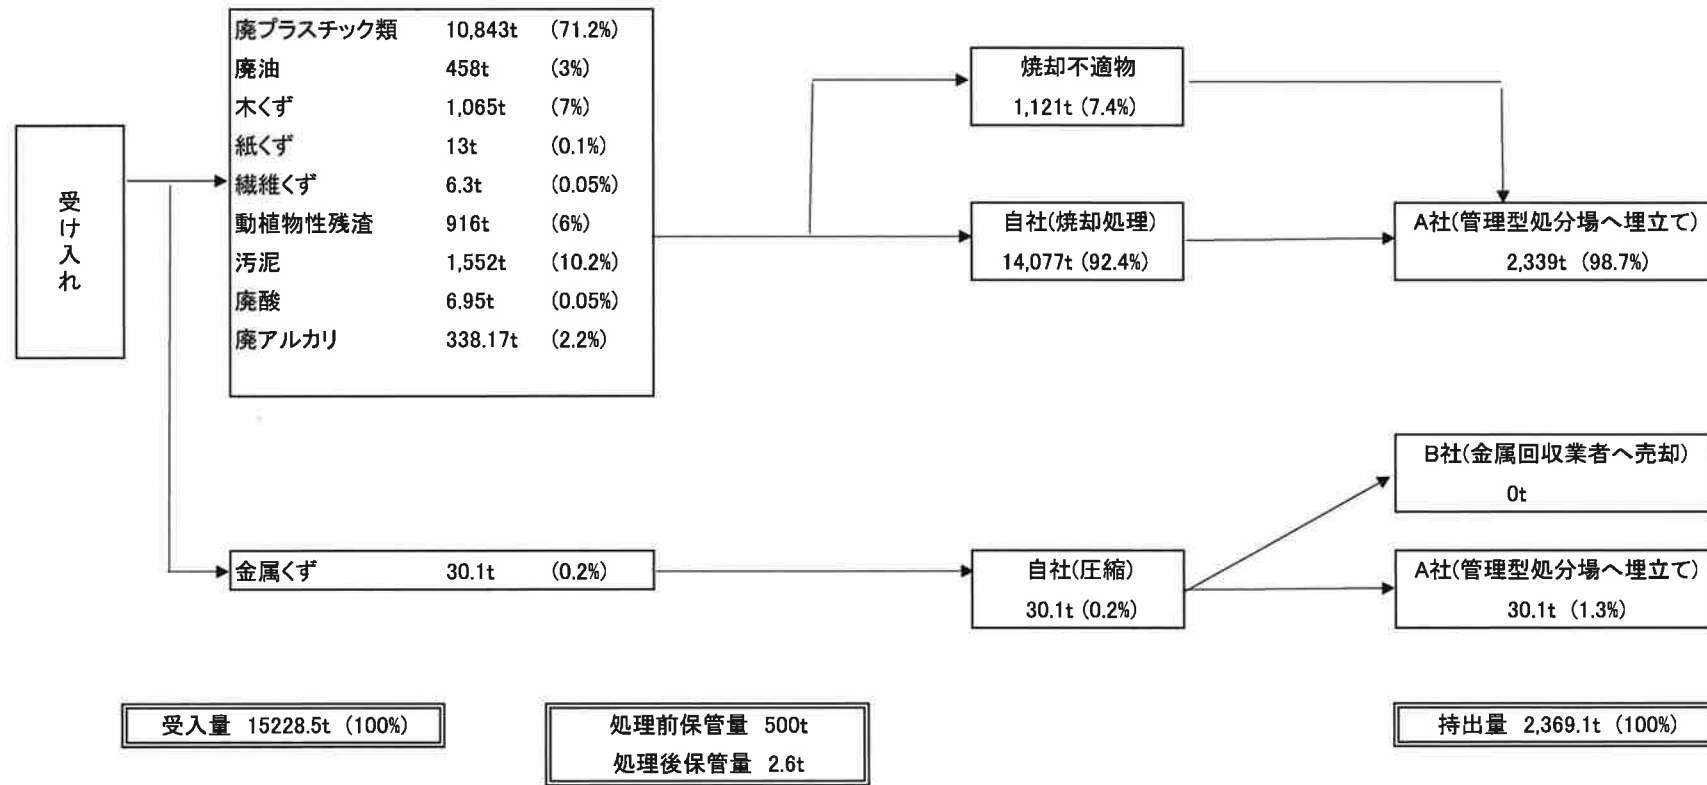 受け入れ
廃プラスチック類 10,843t (71.2%)
廃油 458t (3%)
木くず 1,065t (7%)
紙くず 13t (0.1%)
繊維くず 6.3t (0.05%)
動植物性残渣 916t (6%)
汚泥 1,552t (10.2%)
廃酸 6.95t (0.05%)
廃アルカリ 338.17t (2.2%)
焼却不適物
1,121t (7.4%)
自社(焼却処理)
14,077t (92.4%)
A社(管理型処分場へ埋立て)
2,339t (98.7%)
金属くず 30.1t (0.2%)
自社(圧縮)
30.1t (0.2%)
B社(金属回収業者へ売却)
0t
A社(管理型処分場へ埋立て)
30.1t (1.3%)
受入量 15228.5t (100%)
処理前保管量 500t
処理後保管量 2.6t
持出量 2,369.1t (100%)